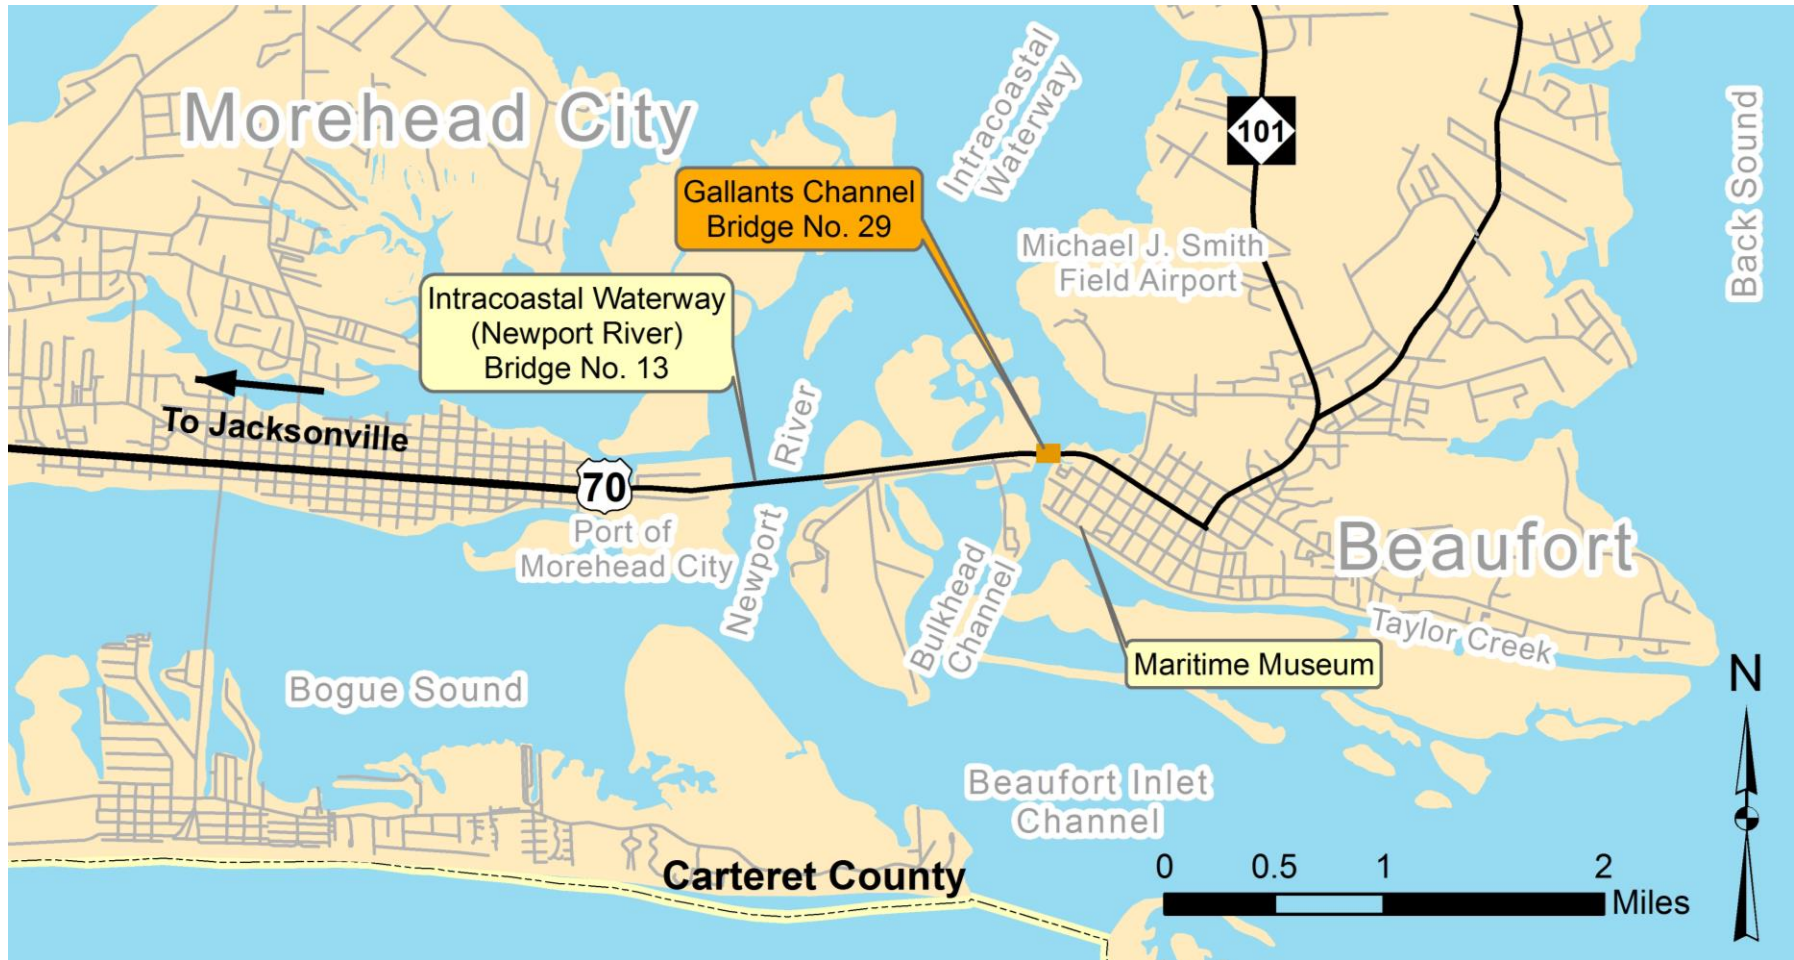 Morehead City
Intracoastal
Waterway
101
Back Sound
Gallants Channel
Bridge No. 29
Michael J. Smith
Field Airport
Intracoastal Waterway
(Newport River)
Bridge No. 13
To Jacksonville
River
70
Port of
Morehead City
Newport
Bulkhead
Channel
Beaufort
Taylor Creek
Maritime Museum
Bogue Sound
N
Beaufort Inlet
Channel
Carteret County
0 0.5 1 2
Miles